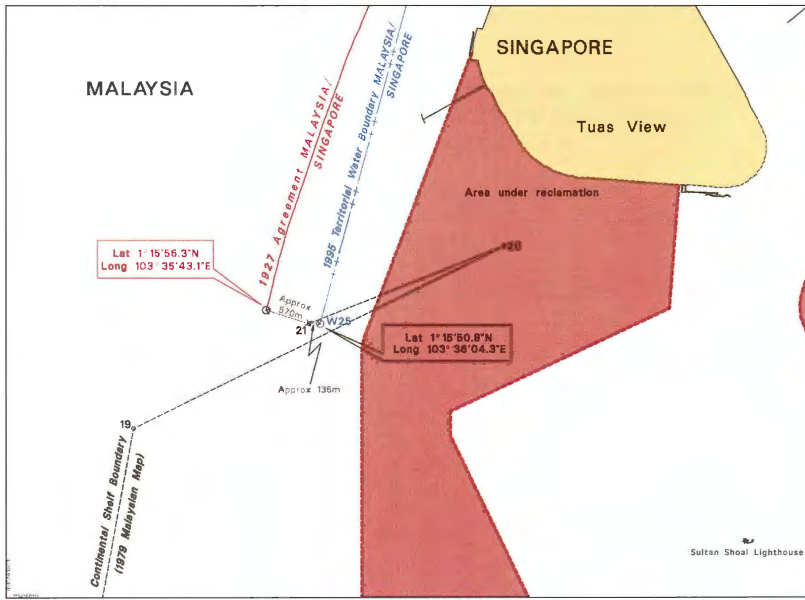 SINGAPORE
MALAYSIA
Tuas View
1927 Agreement MALAYSIA/
SINGAPORE
1995 Territorial Water Boundary MALAYSIA/
SINGAPORE
Area under reclamation
20
Lat 1° 15'56.3"N
Long 103° 35'43.1"E
Approx
570m
W25
21
Lat 1° 15'50.8"N
Long 103° 36'04.3"E
Approx 136m
19
Continental Shelf Boundary
(1979 Malaysian Map)
Sultan Shoal Lighthouse